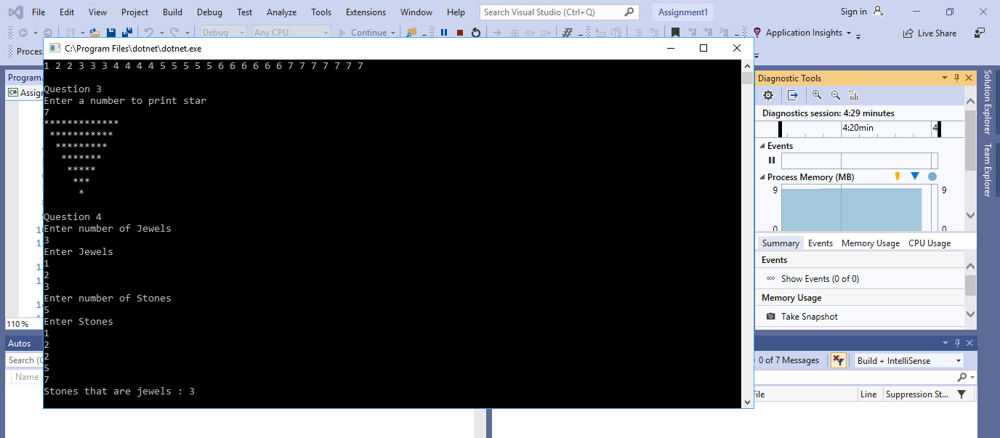 File Edit View Project Build Debug Test Analyze Tools Extensions Window Help Search Visual Studio (Ctrl+Q) Assignment1 Sign in
Debug Any CPU Continue Application Insights Live Share
C:\Program Files\dotnet\dotnet.exe
1 2 2 3 3 3 4 4 4 4 5 5 5 5 5 6 6 6 6 6 6 7 7 7 7 7 7 7
Question 3
Enter a number to print star
7
*************
***********
*********
*******
*****
***
*
Question 4
Enter number of Jewels
3
Enter Jewels
1
2
3
Enter number of Stones
5
Enter Stones
1
2
2
5
7
Stones that are jewels : 3
Program.
C#
110 %
Autos
Search (C
Name
Diagnostic Tools
Diagnostics session: 4:29 minutes
4:20min 4
Events
Process Memory (MB)
9 9
0 0
Summary Events Memory Usage CPU Usage
Events
Show Events (0 of 0)
Memory Usage
Take Snapshot
0 of 7 Messages Build + IntelliSense
File Line Suppression St...
Solution Explorer
Team Explorer